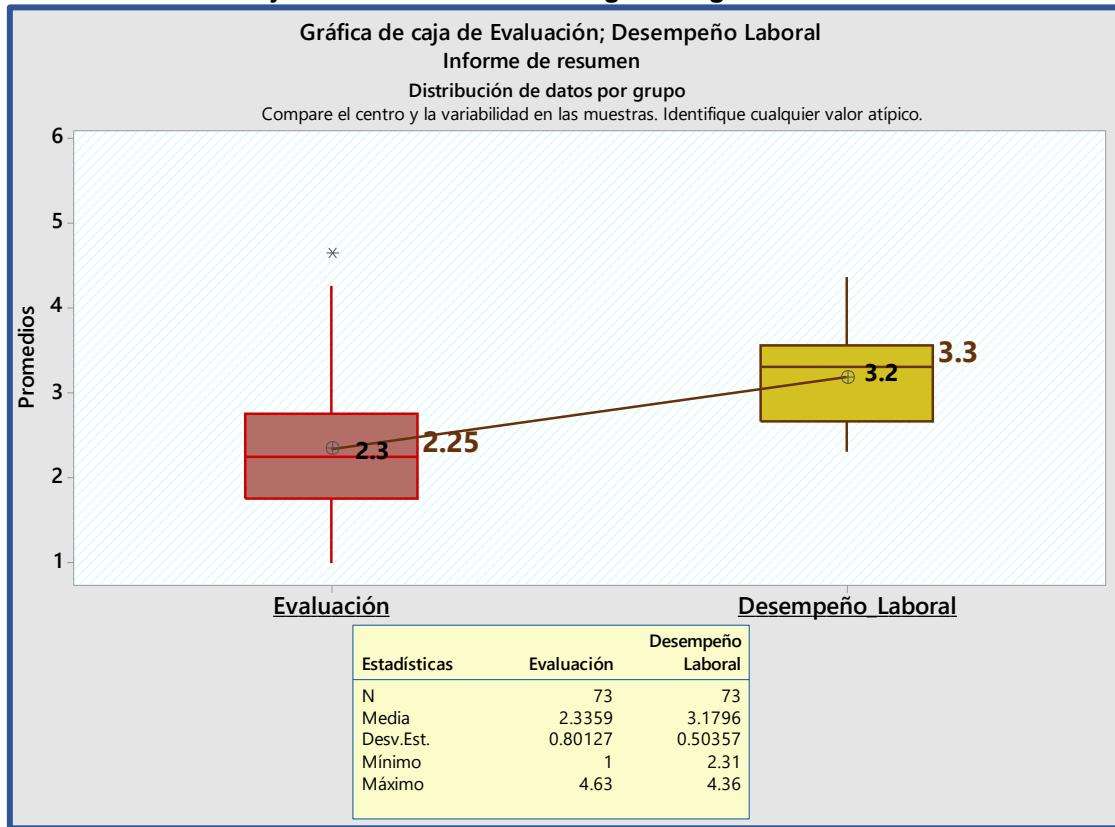 Gráfica de caja de Evaluación; Desempeño Laboral
Informe de resumen
Distribución de datos por grupo
Compare el centro y la variabilidad en las muestras. Identifique cualquier valor atípico.
6
5
4
3
2
1
Promedios
2.3
2.25
3.2
3.3
Evaluación
Desempeño_Laboral
Estadísticas Evaluación Desempeño Laboral
N 73 73
Media 2.3359 3.1796
Desv.Est. 0.80127 0.50357
Mínimo 1 2.31
Máximo 4.63 4.36